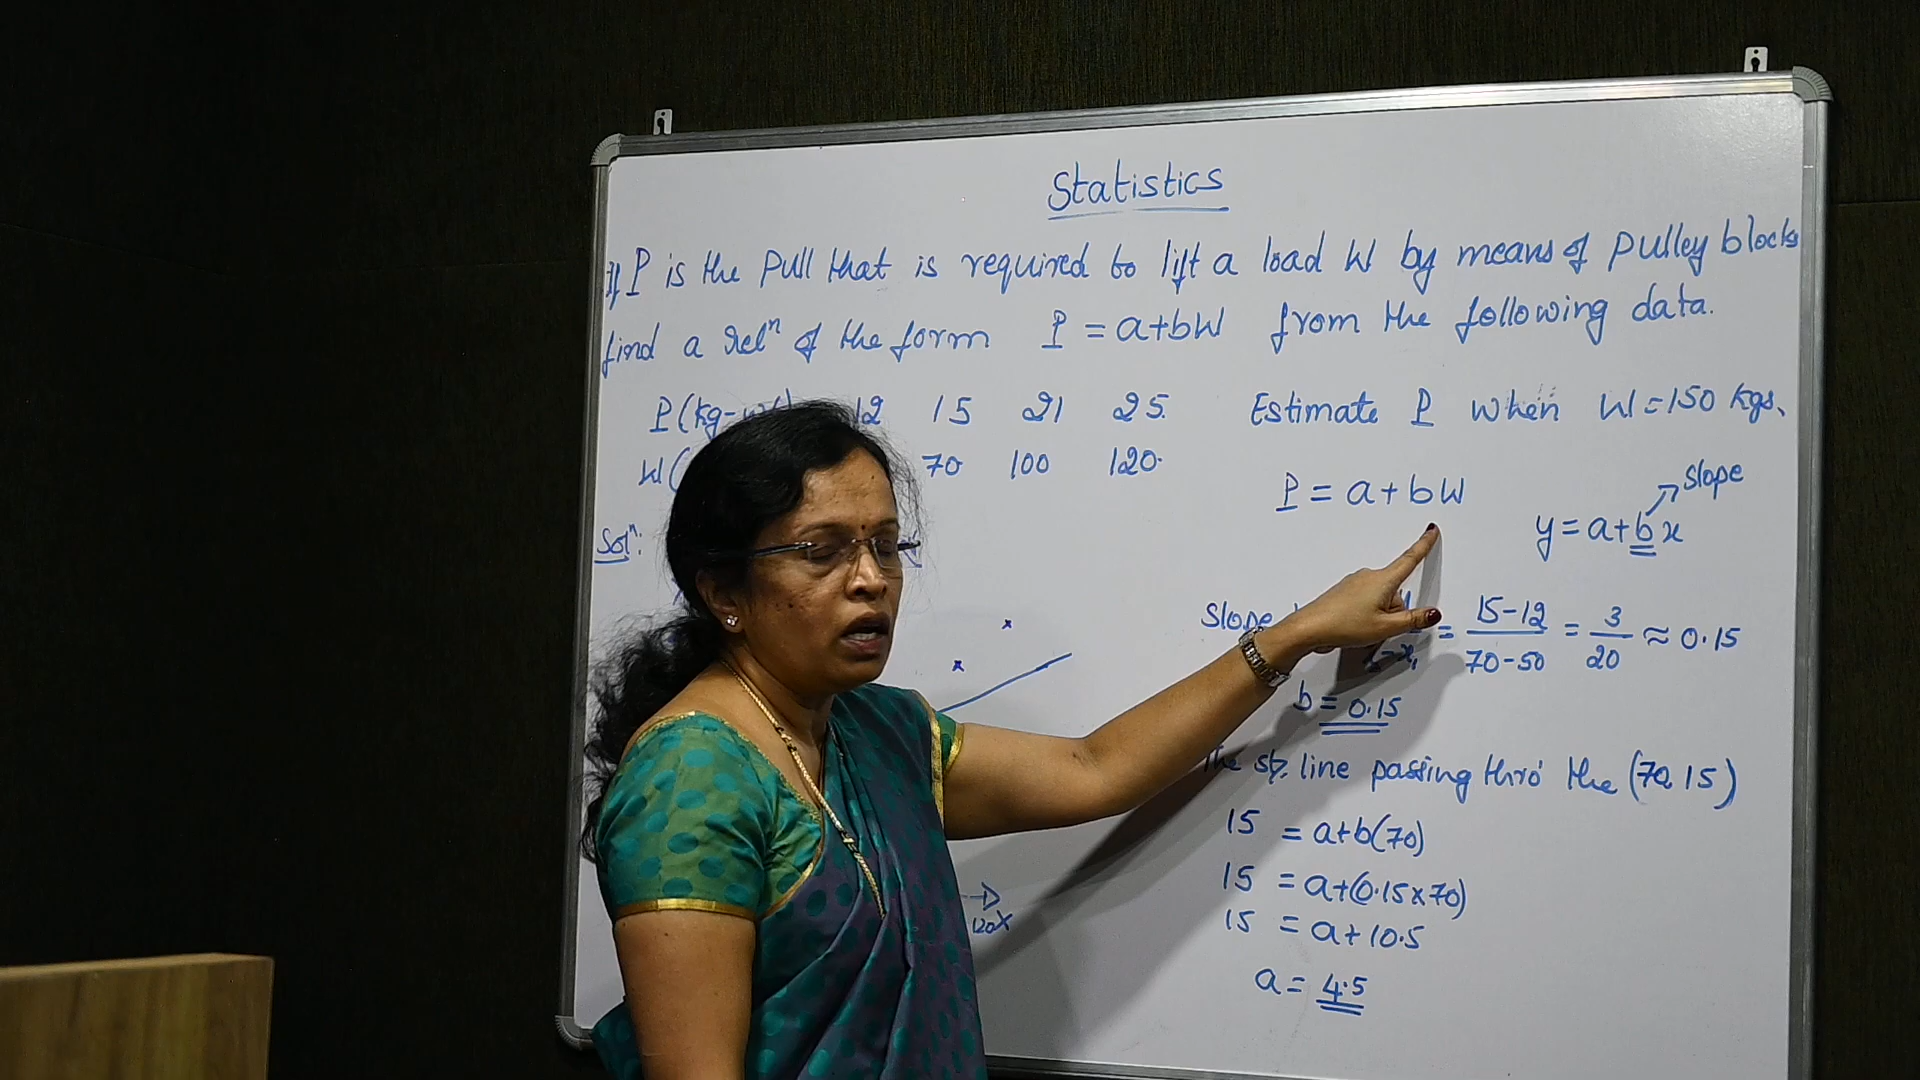 Statistics
If P is the pull that is required to lift a load W by means of pulley blocks
find a relⁿ of the form P = a+bW from the following data.
P(kg-wt) 12 15 21 25. Estimate P when W=150 kgs.
W( 70 100 120.
P = a+bW
Slope
y = a+bx
Solⁿ:
Slope = 15-12 / 70-50 = 3/20 ≈ 0.15
b = 0.15
The st. line passing thro' the (70, 15)
15 = a+b(70)
15 = a+(0.15x70)
120 X
15 = a+10.5
a = 4.5